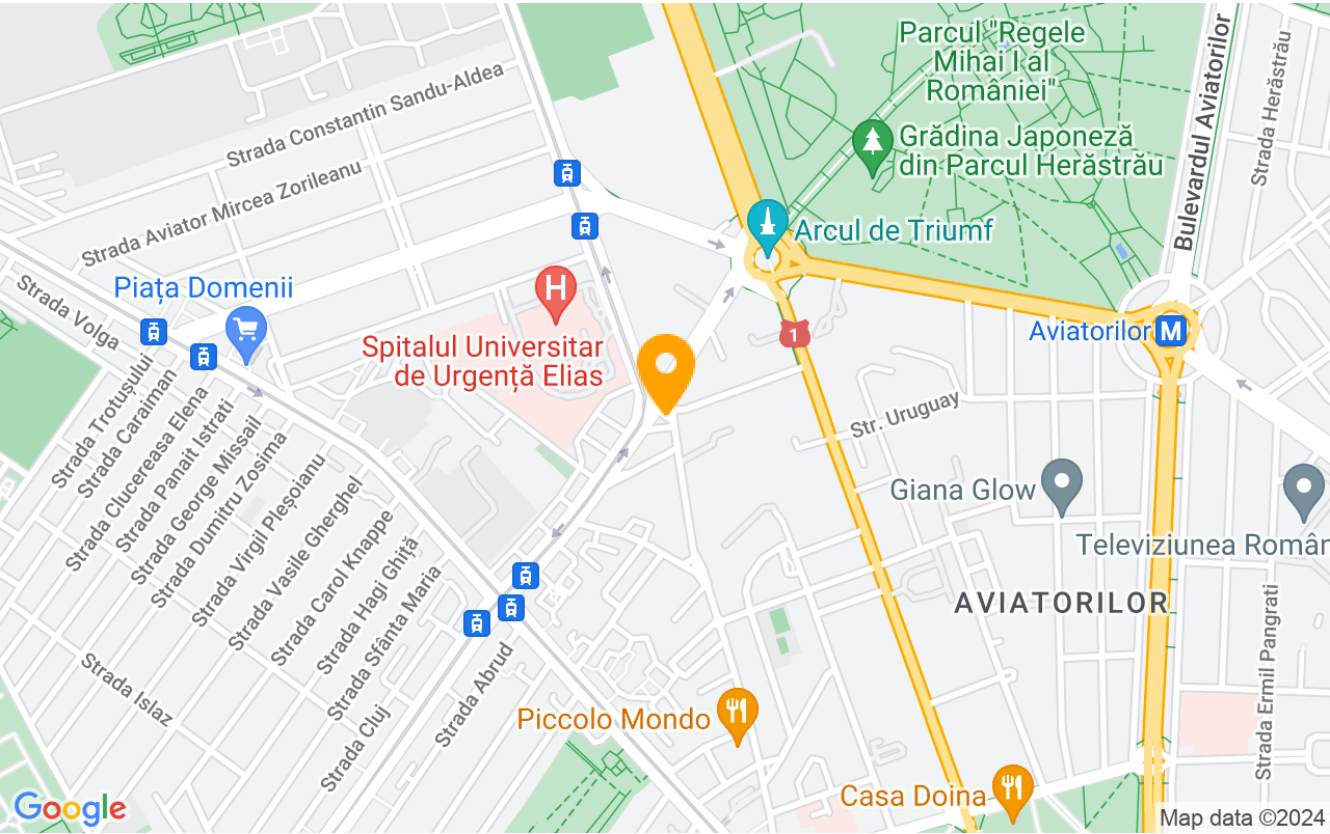 Parcul "Regele
Mihai I al
României"
Bulevardul Aviatorilor
Strada Herăstrău
Strada Constantin Sandu-Aldea
Grădina Japoneză
din Parcul Herăstrău
Strada Aviator Mircea Zorileanu
Arcul de Triumf
Piața Domenii
H
Strada Volga
Spitalul Universitar
de Urgență Elias
1
Aviatorilor
M
Strada Trotușului
Strada Caraiman
Strada Clucereasa Elena
Strada Panait Istrati
Strada George Missail
Strada Dumitru Zosima
Strada Virgil Pleșoianu
Strada Vasile Gherghel
Strada Carol Knappe
Strada Hagi Ghiță
Strada Sfânta Maria
Str. Uruguay
Giana Glow
Televiziunea Român
AVIATORILOR
Strada Ermil Pangrati
Strada Islaz
Strada Cluj
Strada Abrud
Piccolo Mondo
Casa Doina
Google
Map data ©2024